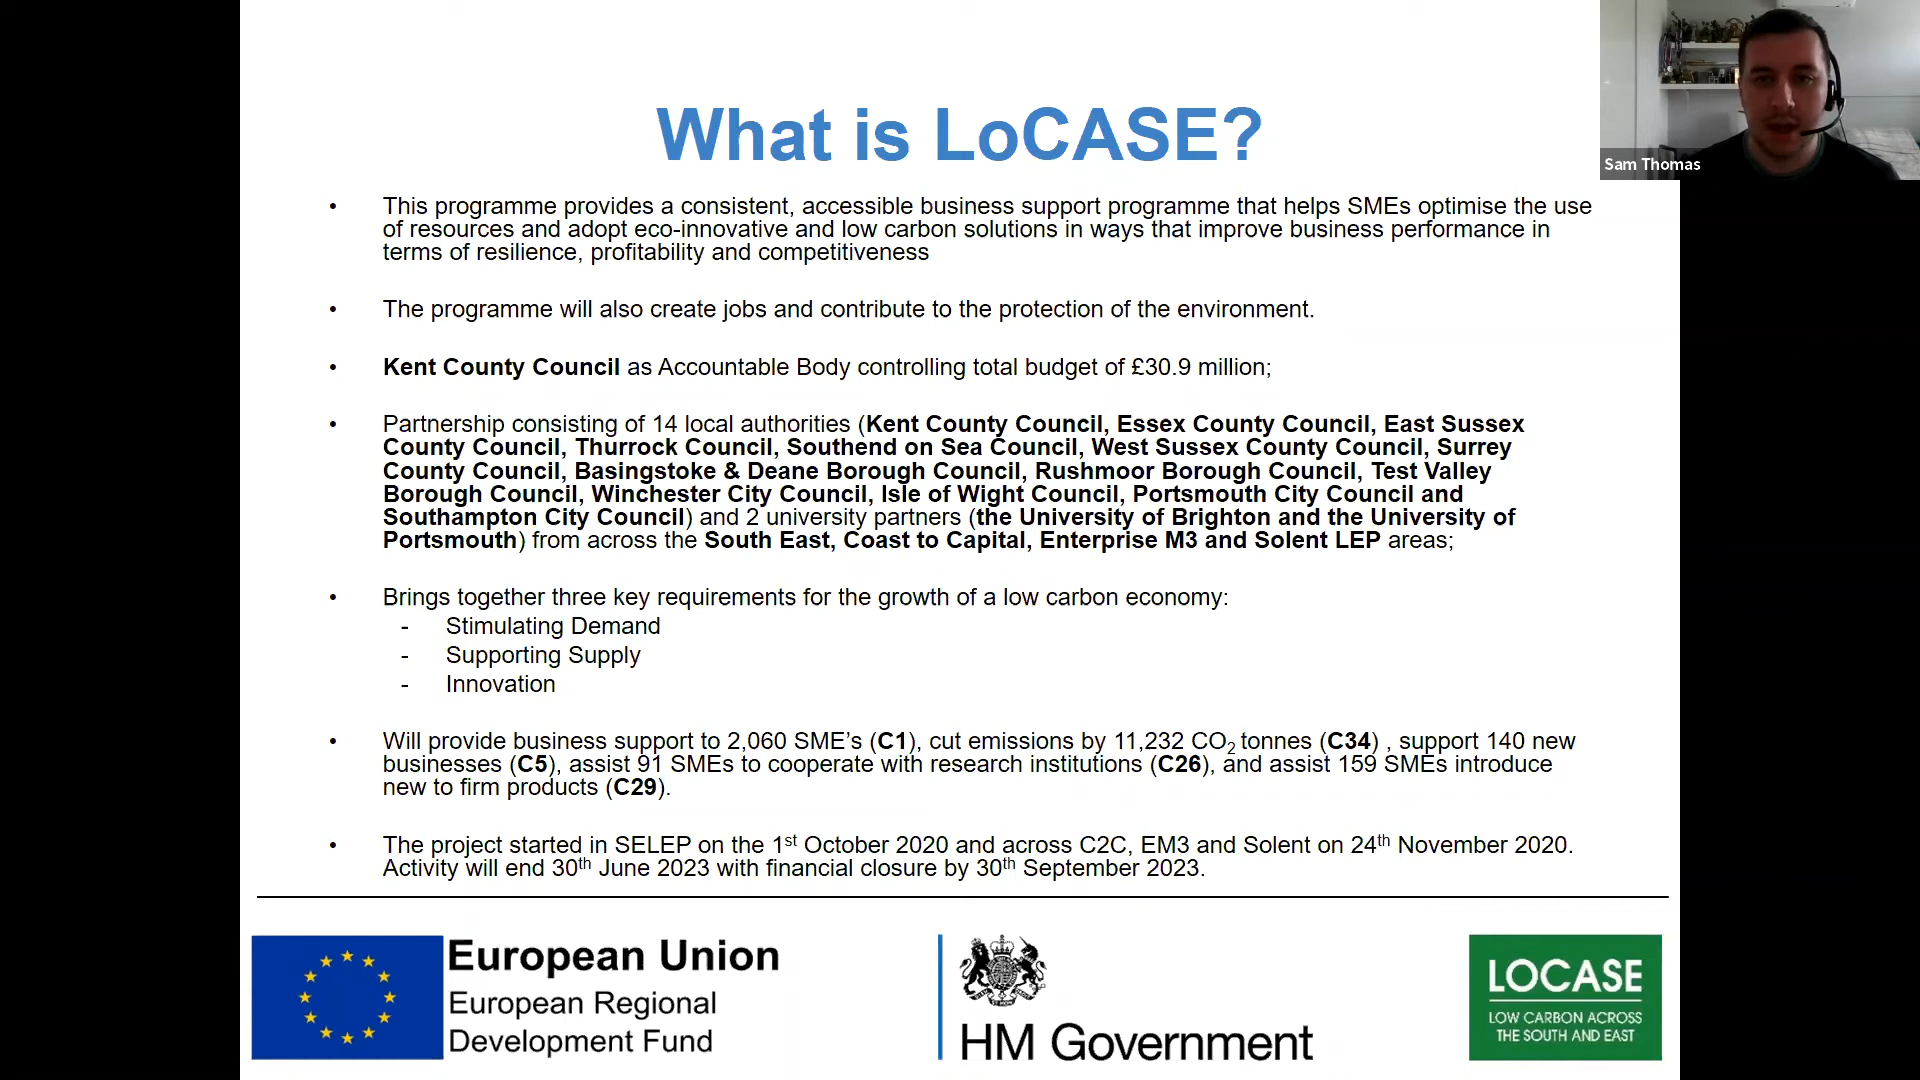 What is LoCASE?
Sam Thomas
• This programme provides a consistent, accessible business support programme that helps SMEs optimise the use
of resources and adopt eco-innovative and low carbon solutions in ways that improve business performance in
terms of resilience, profitability and competitiveness
• The programme will also create jobs and contribute to the protection of the environment.
• Kent County Council as Accountable Body controlling total budget of £30.9 million;
• Partnership consisting of 14 local authorities (Kent County Council, Essex County Council, East Sussex
County Council, Thurrock Council, Southend on Sea Council, West Sussex County Council, Surrey
County Council, Basingstoke & Deane Borough Council, Rushmoor Borough Council, Test Valley
Borough Council, Winchester City Council, Isle of Wight Council, Portsmouth City Council and
Southampton City Council) and 2 university partners (the University of Brighton and the University of
Portsmouth) from across the South East, Coast to Capital, Enterprise M3 and Solent LEP areas;
• Brings together three key requirements for the growth of a low carbon economy:
- Stimulating Demand
- Supporting Supply
- Innovation
• Will provide business support to 2,060 SME’s (C1), cut emissions by 11,232 CO₂ tonnes (C34) , support 140 new
businesses (C5), assist 91 SMEs to cooperate with research institutions (C26), and assist 159 SMEs introduce
new to firm products (C29).
• The project started in SELEP on the 1st October 2020 and across C2C, EM3 and Solent on 24th November 2020.
Activity will end 30th June 2023 with financial closure by 30th September 2023.
European Union
European Regional
Development Fund
HM Government
LOCASE
LOW CARBON ACROSS
THE SOUTH AND EAST